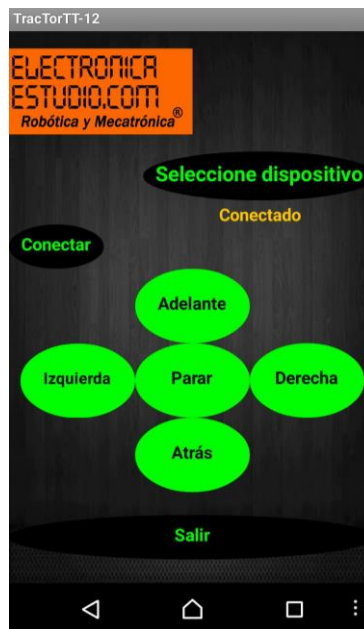 TracTorTT-12
ELECTRONICA
ESTUDIO.COM
Robótica y Mecatrónica®
Seleccione dispositivo
Conectado
Conectar
Adelante
Izquierda Parar Derecha
Atrás
Salir